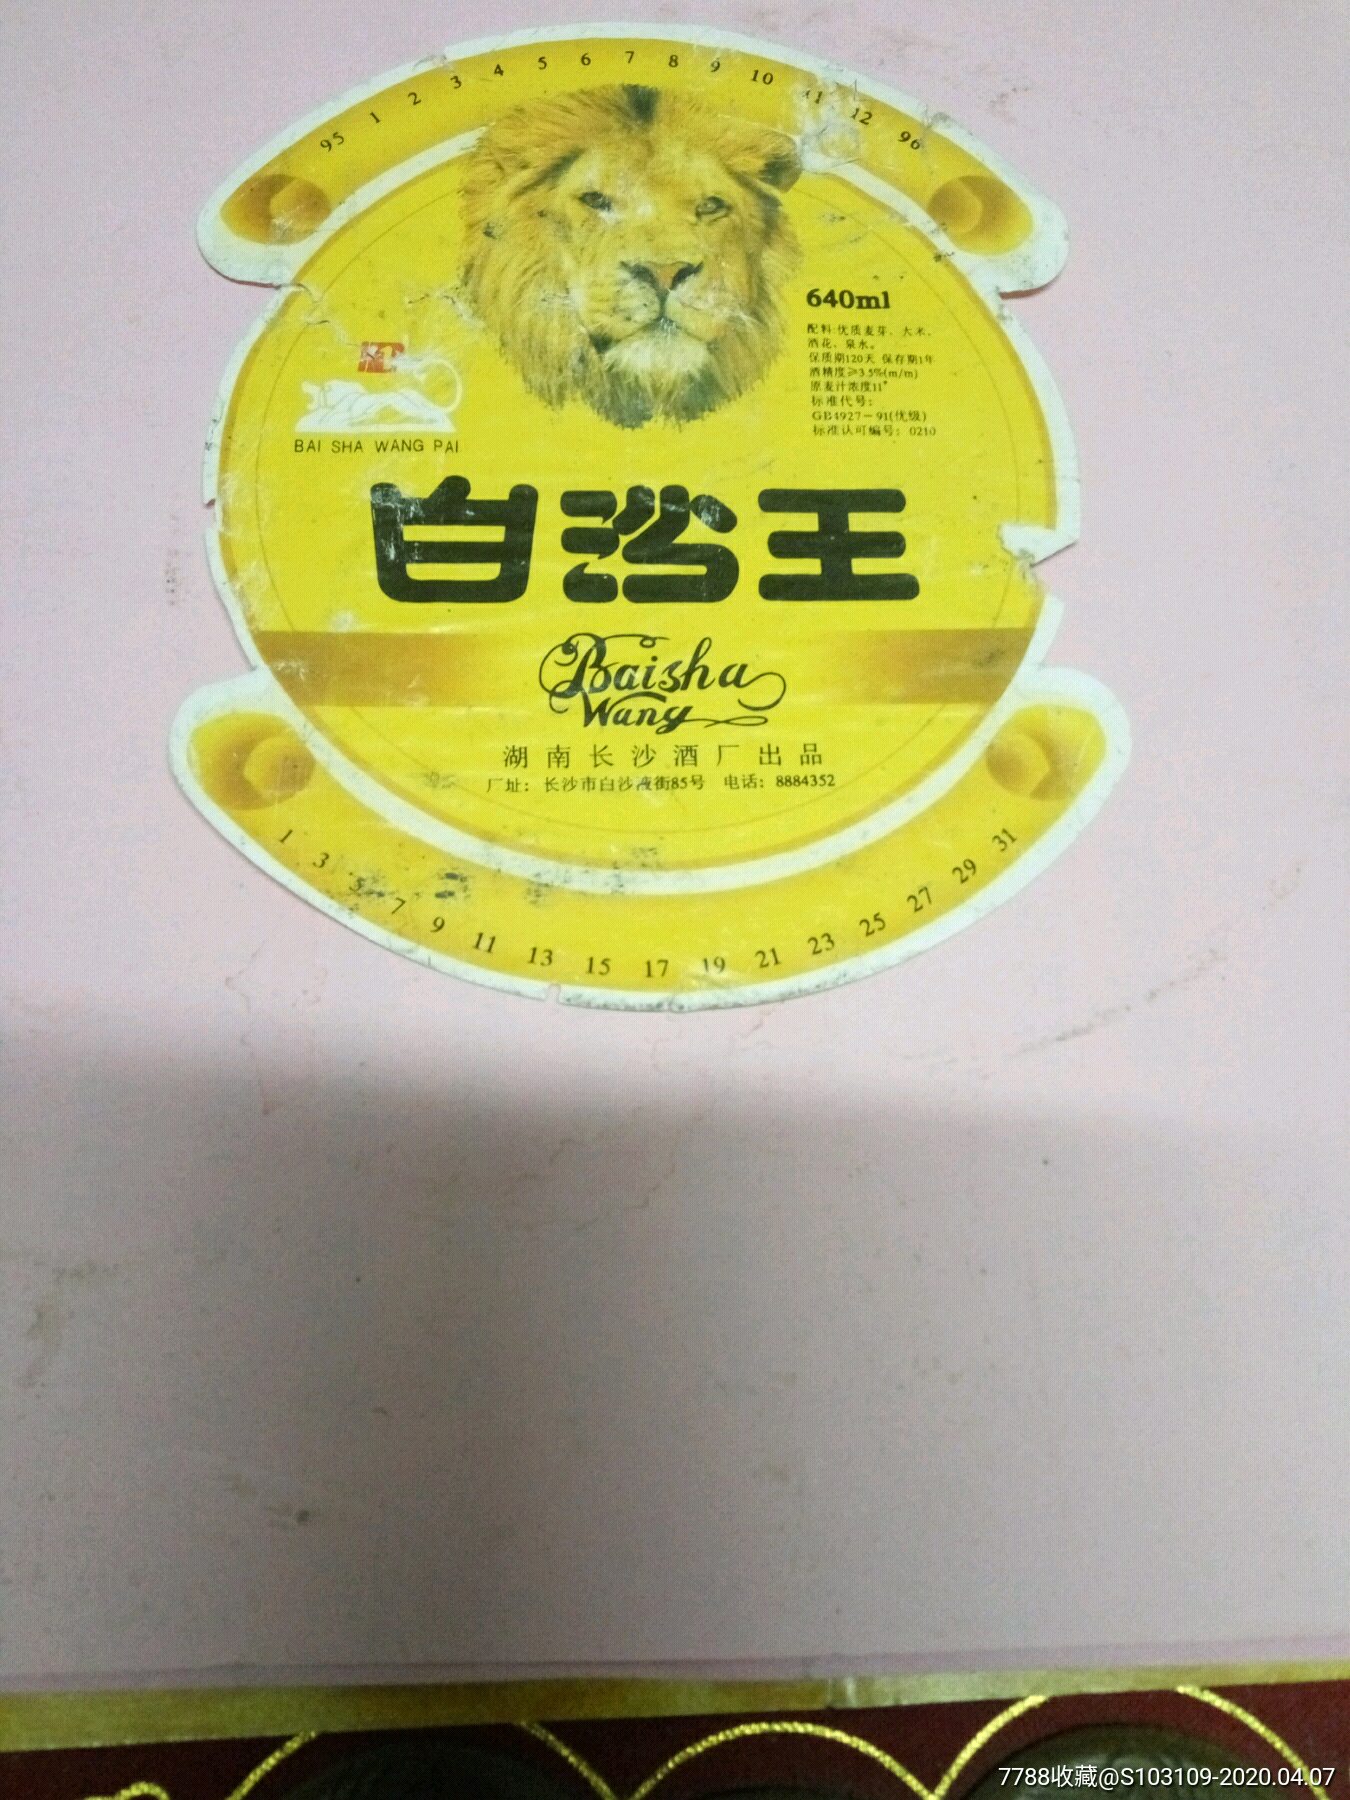 95 1 2 3 4 5 6 7 8 9 10 11 12 96
640ml
配料:优质麦芽、大米、
酒花、泉水。
保质期120天 保存期1年
酒精度≥3.5%(m/m)
原麦汁浓度11°
标准代号:
GB4927-91(优级)
标准认可编号: 0210
BAI SHA WANG PAI
白沙王
Baisha
Wang
湖南长沙酒厂出品
厂址: 长沙市白沙液街85号 电话: 8884352
1 3 5 7 9 11 13 15 17 19 21 23 25 27 29 31
7788收藏@S103109-2020.04.07